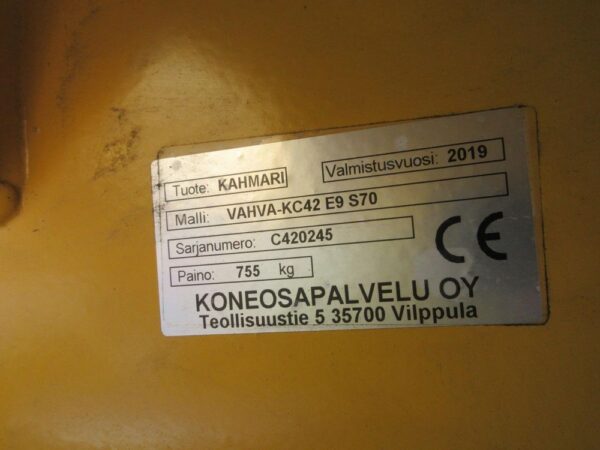 Tuote: KAHMARI Valmistusvuosi: 2019
Malli: VAHVA-KC42 E9 S70
Sarjanumero: C420245
CE
Paino: 755 kg
KONEOSAPALVELU OY
Teollisuustie 5 35700 Vilppula